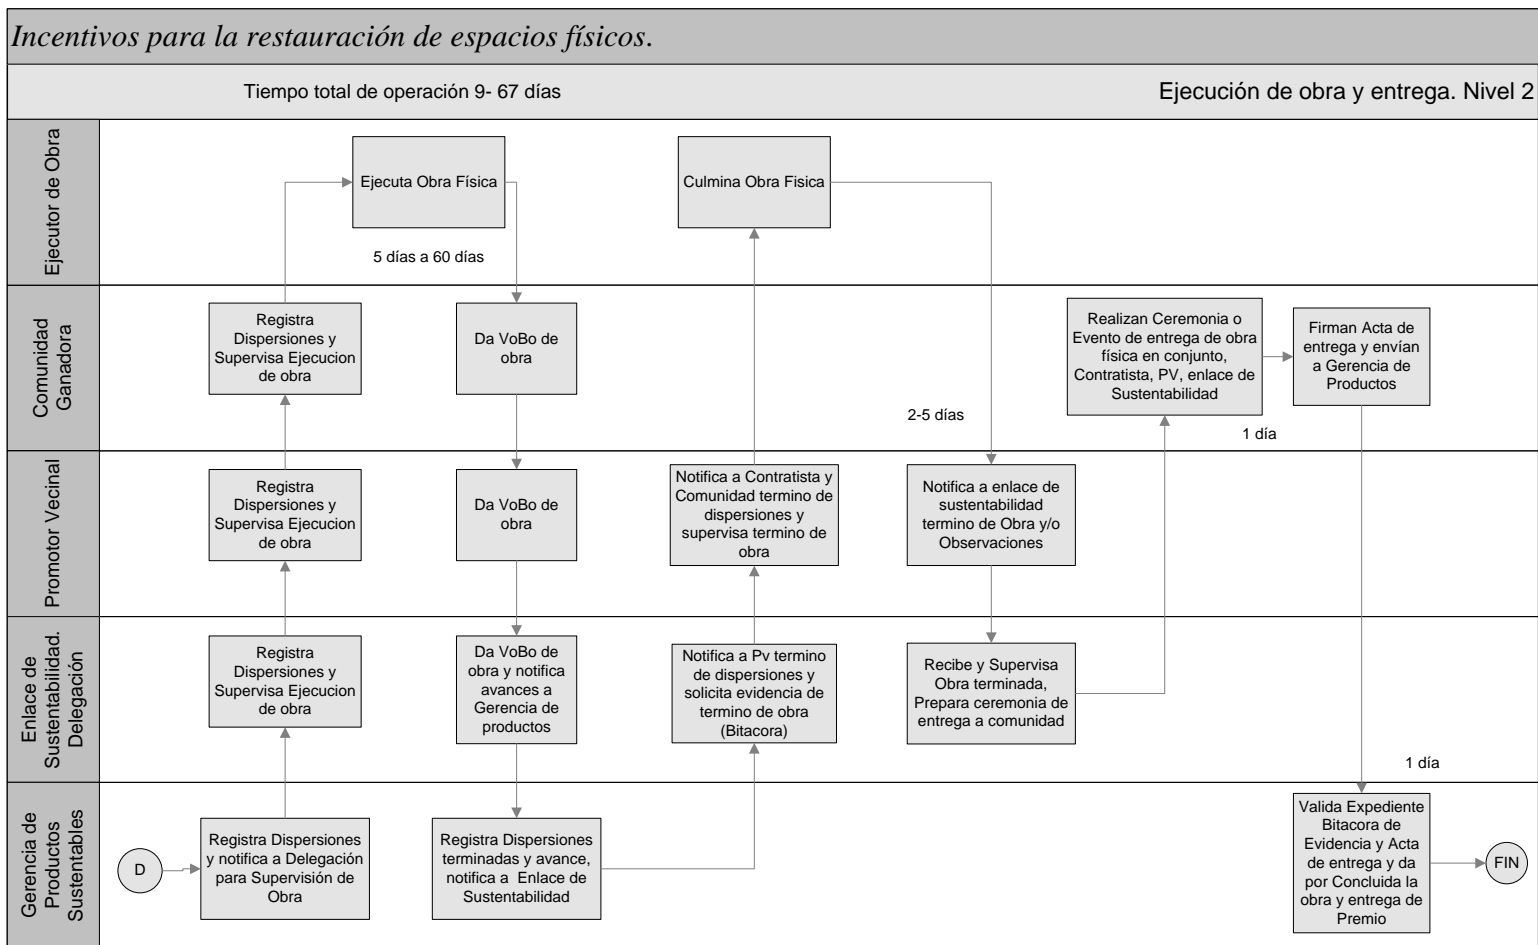 Incentivos para la restauración de espacios físicos.
Tiempo total de operación 9- 67 días
Ejecución de obra y entrega. Nivel 2
Ejecutor de Obra
Ejecuta Obra Física
Culmina Obra Fisica
5 días a 60 días
Comunidad
Ganadora
Registra
Dispersiones y
Supervisa Ejecucion
de obra
Da VoBo de
obra
Realizan Ceremonia o
Evento de entrega de obra
física en conjunto,
Contratista, PV, enlace de
Sustentabilidad
Firman Acta de
entrega y envían
a Gerencia de
Productos
2-5 días
1 día
Promotor Vecinal
Registra
Dispersiones y
Supervisa Ejecucion
de obra
Da VoBo de
obra
Notifica a Contratista y
Comunidad termino de
dispersiones y
supervisa termino de
obra
Notifica a enlace de
sustentabilidad
termino de Obra y/o
Observaciones
Enlace de
Sustentabilidad.
Delegación
Registra
Dispersiones y
Supervisa Ejecucion
de obra
Da VoBo de
obra y notifica
avances a
Gerencia de
productos
Notifica a Pv termino
de dispersiones y
solicita evidencia de
termino de obra
(Bitacora)
Recibe y Supervisa
Obra terminada,
Prepara ceremonia de
entrega a comunidad
1 día
Gerencia de
Productos
Sustentables
D
Registra Dispersiones
y notifica a Delegación
para Supervisión de
Obra
Registra Dispersiones
terminadas y avance,
notifica a Enlace de
Sustentabilidad
Valida Expediente
Bitacora de
Evidencia y Acta
de entrega y da
por Concluida la
obra y entrega de
Premio
FIN